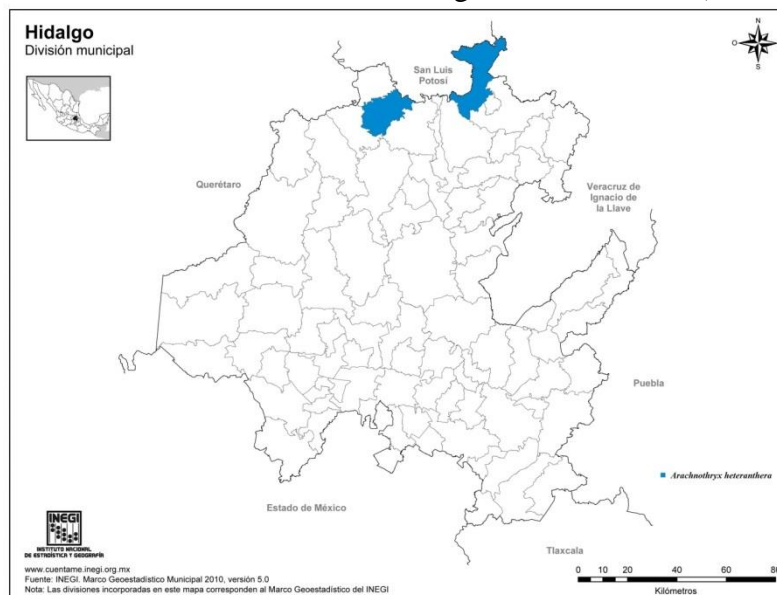 Hidalgo
División municipal
N
O
E
S
San Luis
Potosí
Querétaro
Veracruz de
Ignacio de
la Llave
Puebla
Arachnothryx heteranthera
Estado de México
Tlaxcala
INEGI
INSTITUTO NACIONAL
DE ESTADÍSTICA Y GEOGRAFÍA
www.cuentame.inegi.org.mx
Fuente: INEGI. Marco Geoestadístico Municipal 2010, versión 5.0
Nota: Las divisiones incorporadas en este mapa corresponden al Marco Geoestadístico del INEGI
0 10 20 40 60 80
Kilómetros